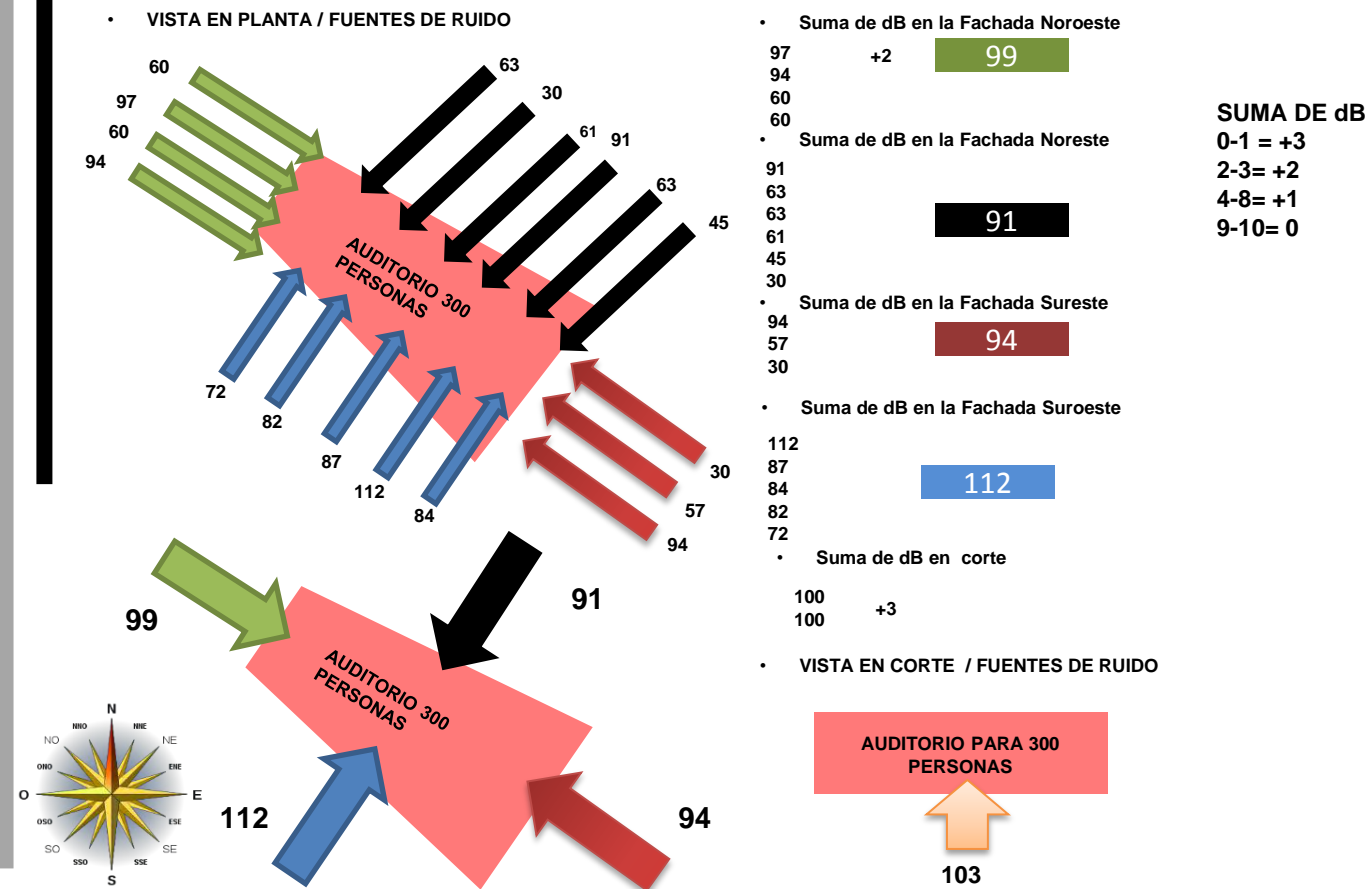 • VISTA EN PLANTA / FUENTES DE RUIDO
60
97
60
94
63
30
61
91
63
45
AUDITORIO 300
PERSONAS
72
82
87
112
84
30
57
94
99
91
AUDITORIO 300
PERSONAS
112
94
N
NNO
NNE
NO
NE
ONO
ENE
O
E
OSO
ESE
SO
SE
SSO
SSE
S
• Suma de dB en la Fachada Noroeste
97
94
60
60
+2
99
• Suma de dB en la Fachada Noreste
91
63
63
61
45
30
91
• Suma de dB en la Fachada Sureste
94
57
30
94
• Suma de dB en la Fachada Suroeste
112
87
84
82
72
112
• Suma de dB en corte
100
100
+3
• VISTA EN CORTE / FUENTES DE RUIDO
AUDITORIO PARA 300
PERSONAS
103
SUMA DE dB
0-1 = +3
2-3= +2
4-8= +1
9-10= 0